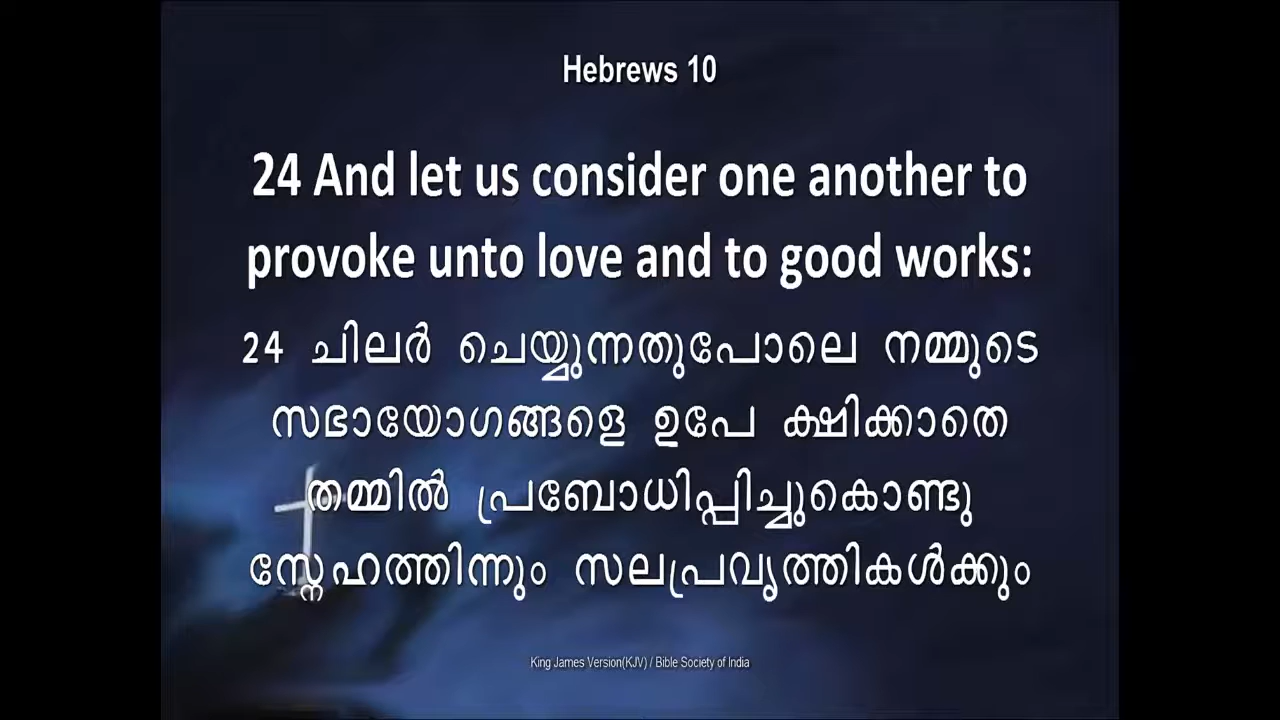 Hebrews 10
24 And let us consider one another to
provoke unto love and to good works:
24 ചിലർ ചെയ്യുന്നതുപോലെ നമ്മുടെ
സഭായോഗങ്ങളെ ഉപേ ക്ഷിക്കാതെ
തമ്മിൽ പ്രബോധിപ്പിച്ചുകൊണ്ടു
സ്നേഹത്തിന്നും സലപ്രവൃത്തികൾക്കും
King James Version(KJV) / Bible Society of India